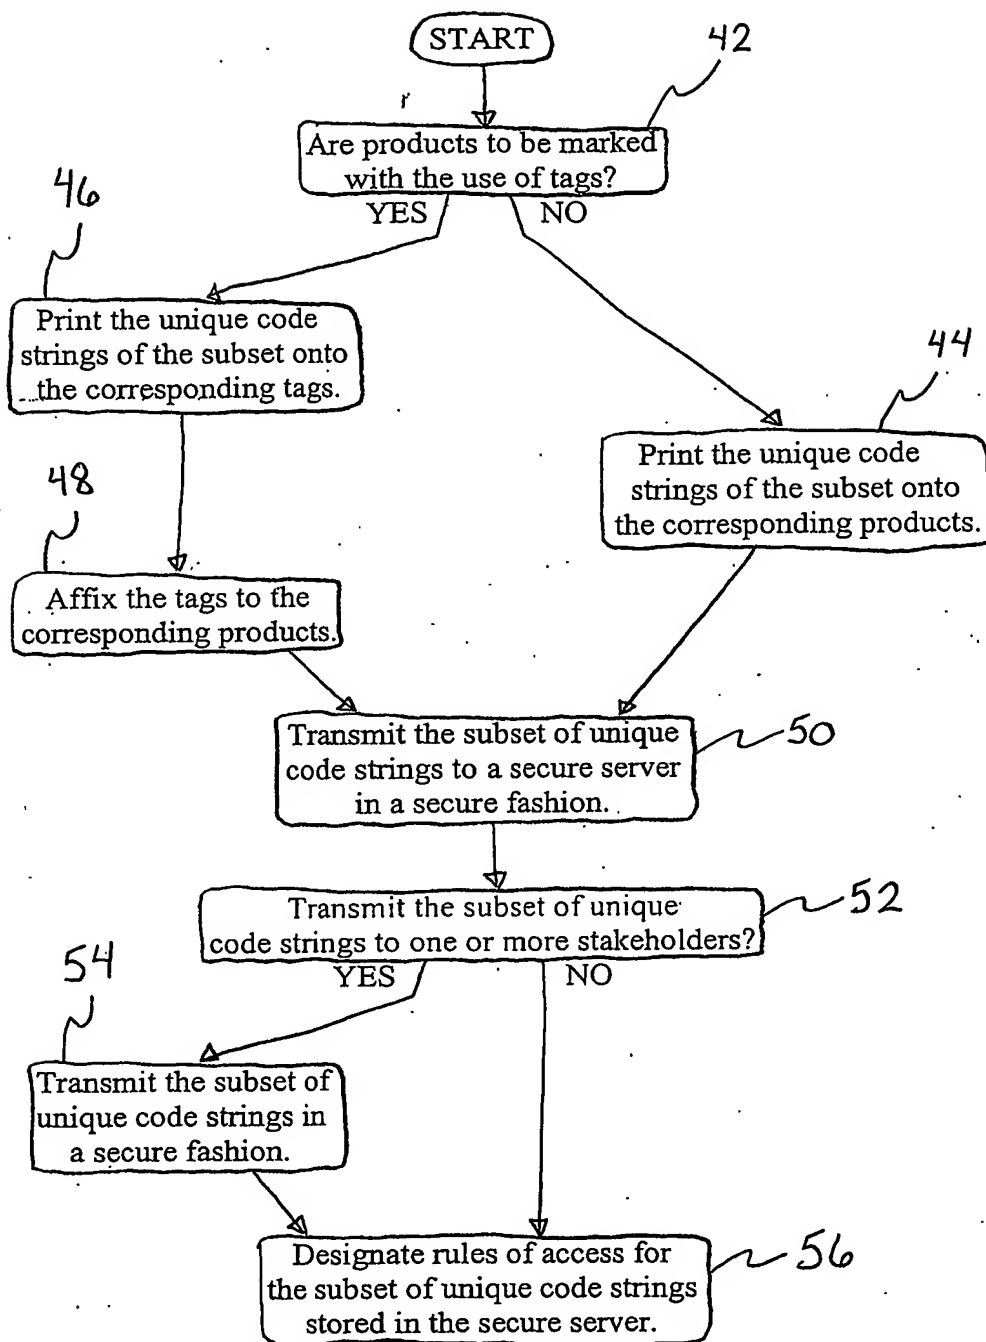 START
42
Are products to be marked
with the use of tags?
YES NO
46
Print the unique code
strings of the subset onto
the corresponding tags.
44
Print the unique code
strings of the subset onto
the corresponding products.
48
Affix the tags to the
corresponding products.
Transmit the subset of unique
code strings to a secure server
in a secure fashion.
50
Transmit the subset of unique
code strings to one or more stakeholders?
52
YES NO
54
Transmit the subset of
unique code strings in
a secure fashion.
Designate rules of access for
the subset of unique code strings
stored in the secure server.
56